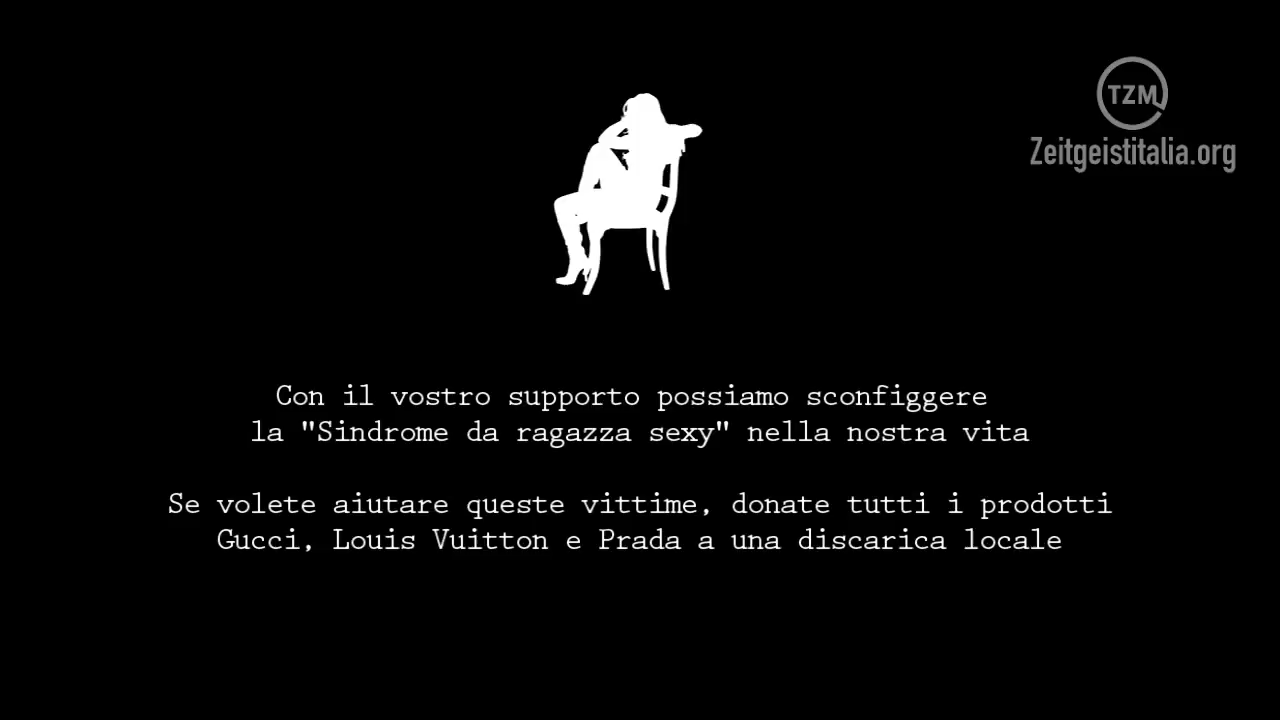 TZM
Zeitgeistitalia.org
Con il vostro supporto possiamo sconfiggere
la "Sindrome da ragazza sexy" nella nostra vita
Se volete aiutare queste vittime, donate tutti i prodotti
Gucci, Louis Vuitton e Prada a una discarica locale